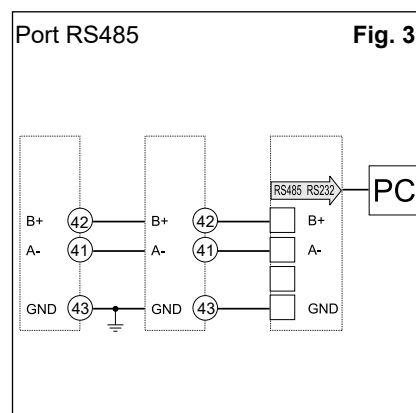 Port RS485 Fig. 3
RS485 RS232 PC
B+ 42 B+ 42 B+
A- 41 A- 41 A-
GND 43 GND 43 GND